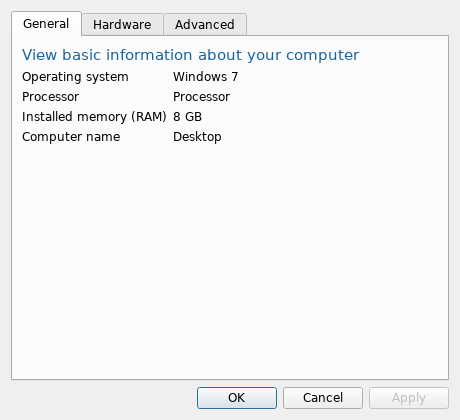 General Hardware Advanced
View basic information about your computer
Operating system Windows 7
Processor Processor
Installed memory (RAM) 8 GB
Computer name Desktop
OK Cancel Apply